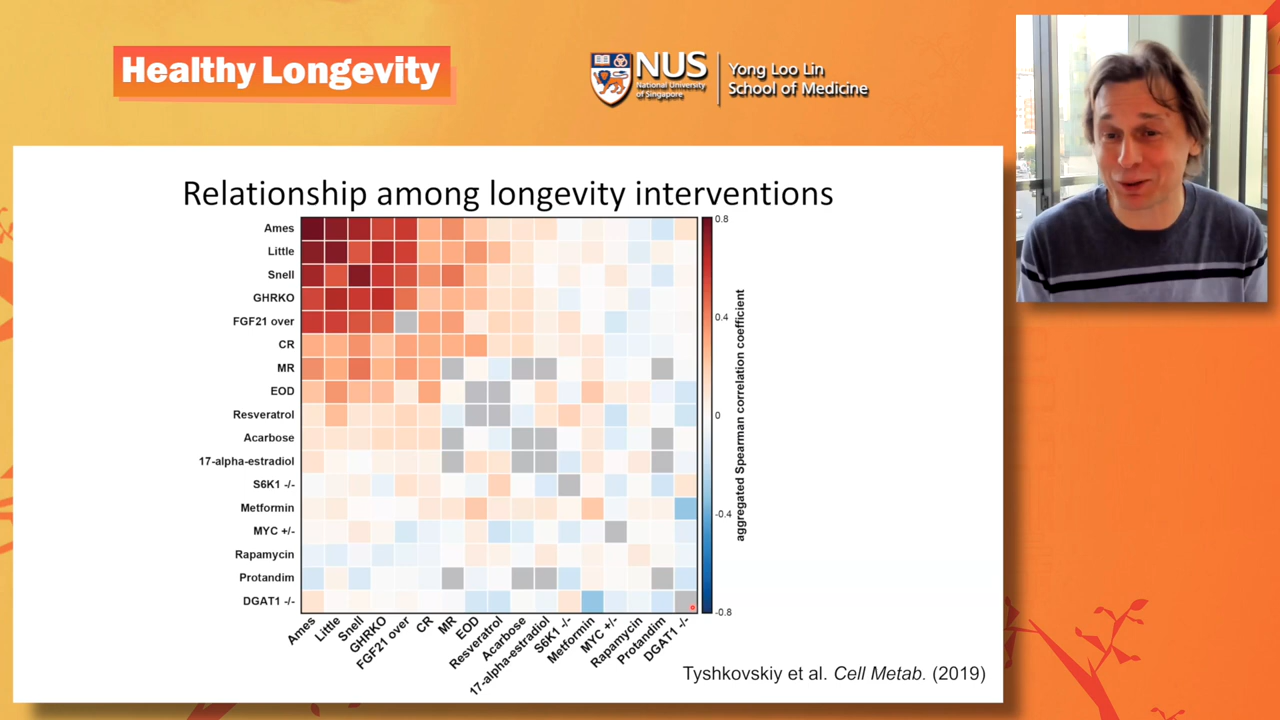 Healthy Longevity
NUS
National University
of Singapore
Yong Loo Lin
School of Medicine
Relationship among longevity interventions
Ames
Little
Snell
GHRKO
FGF21 over
CR
MR
EOD
Resveratrol
Acarbose
17-alpha-estradiol
S6K1 -/-
Metformin
MYC +/-
Rapamycin
Protandim
DGAT1 -/-
Ames
Little
Snell
GHRKO
FGF21 over
CR
MR
EOD
Resveratrol
Acarbose
17-alpha-estradiol
S6K1 -/-
Metformin
MYC +/-
Rapamycin
Protandim
DGAT1 -/-
0.8
0.4
0
-0.4
-0.8
aggregated Spearman correlation coefficient
Tyshkovskiy et al. Cell Metab. (2019)